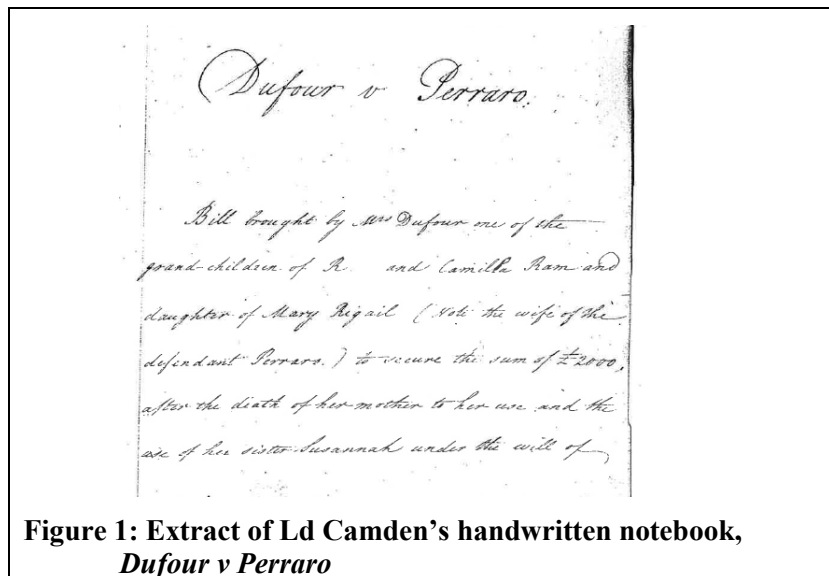 Dufour v Perraro.
Bill brought by Mrs Dufour one of the
grand-children of R. and Camilla Ram and
daughter of Mary Rigail (Note the wife of the
defendant Perraro.) to secure the sum of £2000,
after the death of her mother to her use and the
use of her sister Susannah under the will of
Figure 1: Extract of Ld Camden's handwritten notebook,
Dufour v Perraro